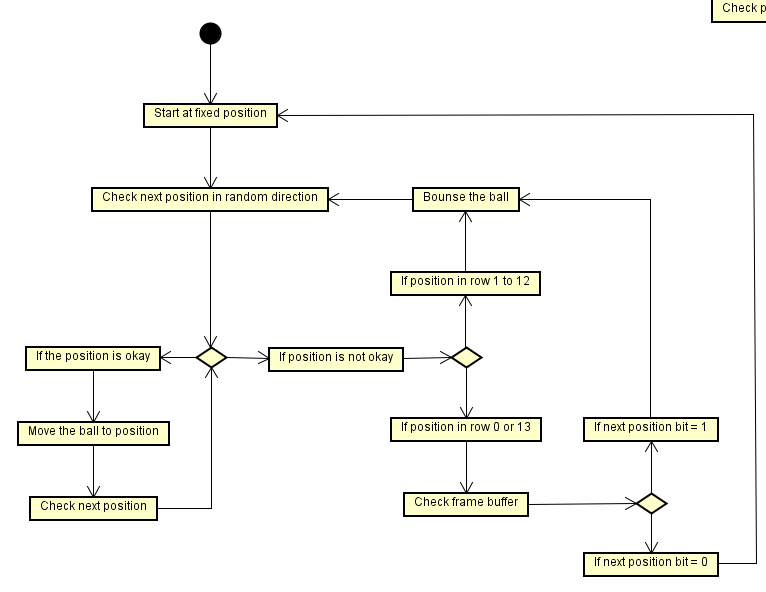 Check p
Start at fixed position
Check next position in random direction
Bounse the ball
If position in row 1 to 12
If the position is okay
If position is not okay
Move the ball to position
If position in row 0 or 13
If next position bit = 1
Check next position
Check frame buffer
If next position bit = 0